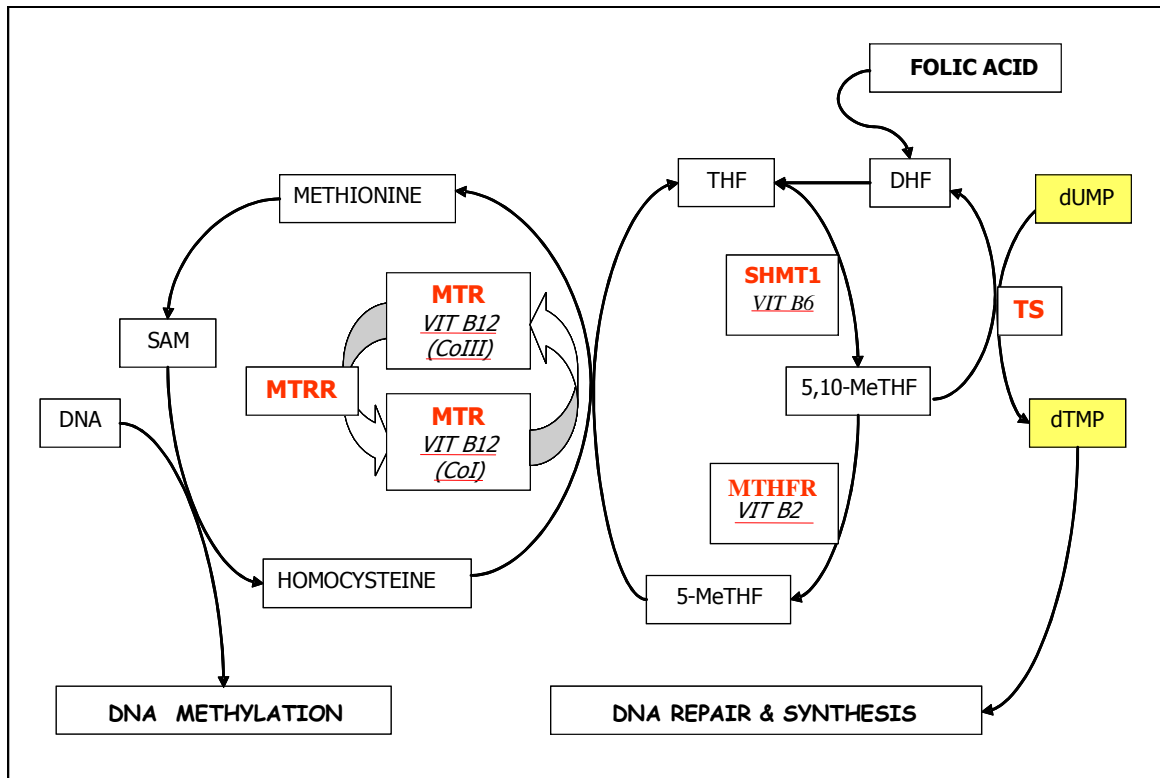 FOLIC ACID
METHIONINE
THF
DHF
dUMP
MTR
VIT B12
(CoIII)
SHMT1
VIT B6
TS
SAM
MTRR
MTR
VIT B12
(CoI)
5,10-MeTHF
DNA
dTMP
MTHFR
VIT B2
HOMOCYSTEINE
5-MeTHF
DNA METHYLATION
DNA REPAIR & SYNTHESIS